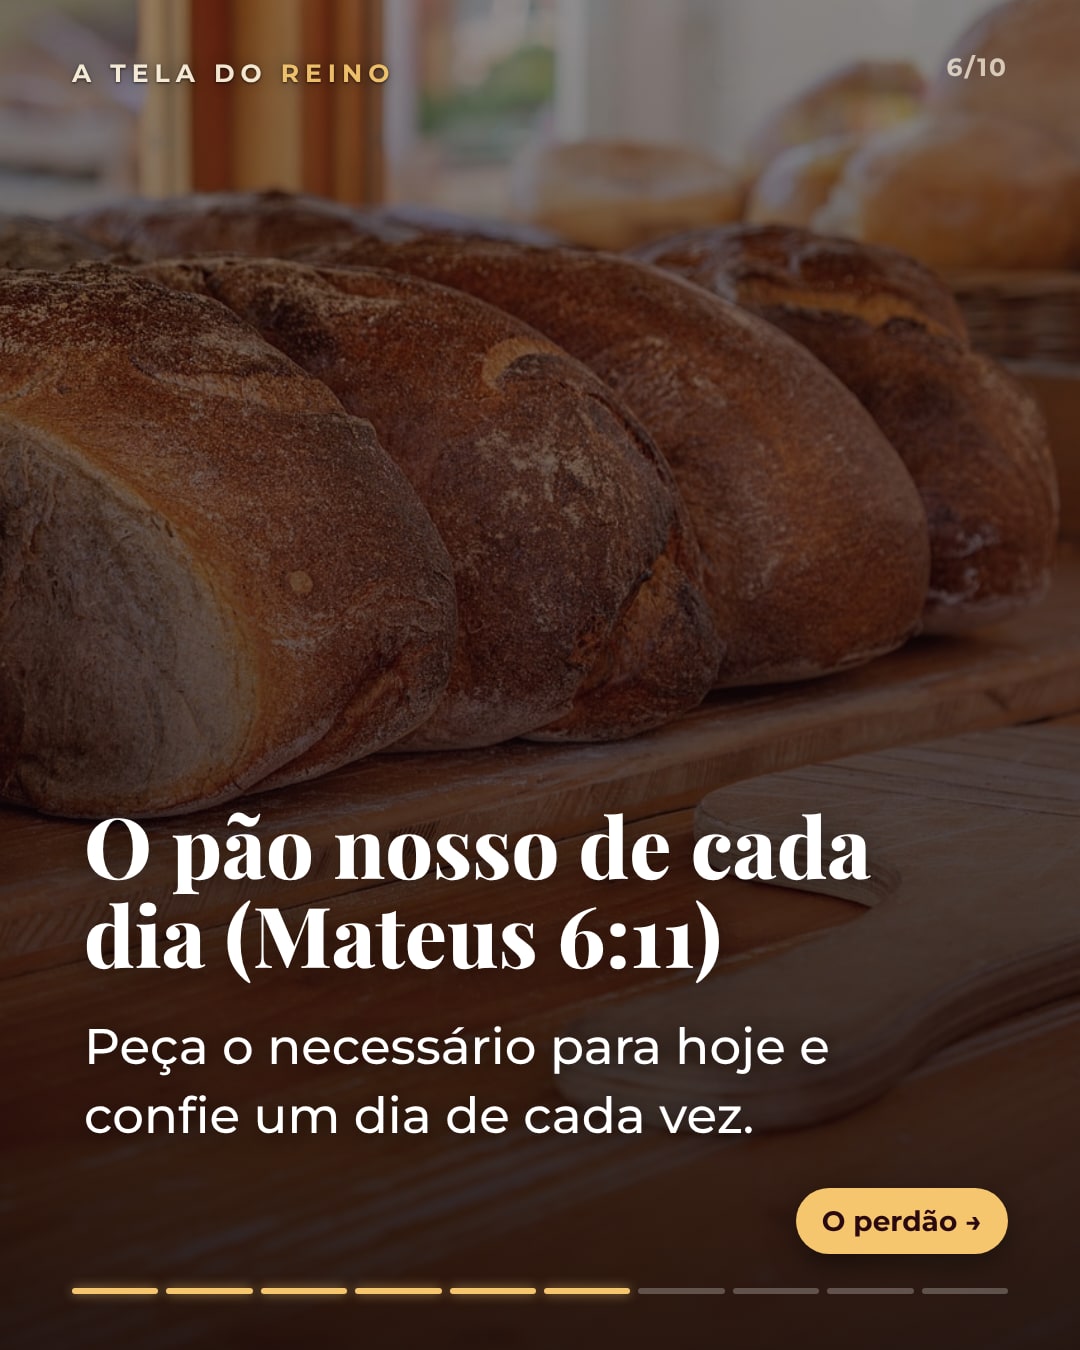 A TELA DO REINO
6/10
O pão nosso de cada
dia (Mateus 6:11)
Peça o necessário para hoje e
confie um dia de cada vez.
O perdão →